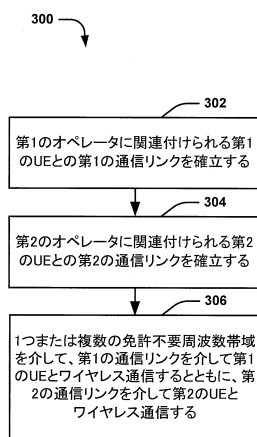 300
302
第1のオペレータに関連付けられる第1
のUEとの第1の通信リンクを確立する
304
第2のオペレータに関連付けられる第2
のUEとの第2の通信リンクを確立する
306
1つまたは複数の免許不要周波数帯域
を介して、第1の通信リンクを介して第1
のUEとワイヤレス通信するとともに、第
2の通信リンクを介して第2のUEと
ワイヤレス通信する